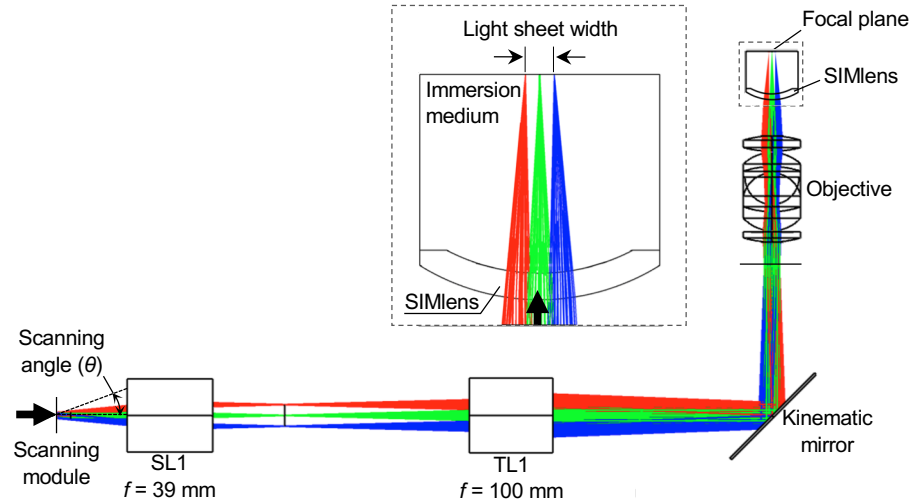 Light sheet width
Immersion
medium
SIMlens
Focal plane
SIMlens
Objective
Scanning
angle (θ)
Scanning
module
SL1
f = 39 mm
TL1
f = 100 mm
Kinematic
mirror